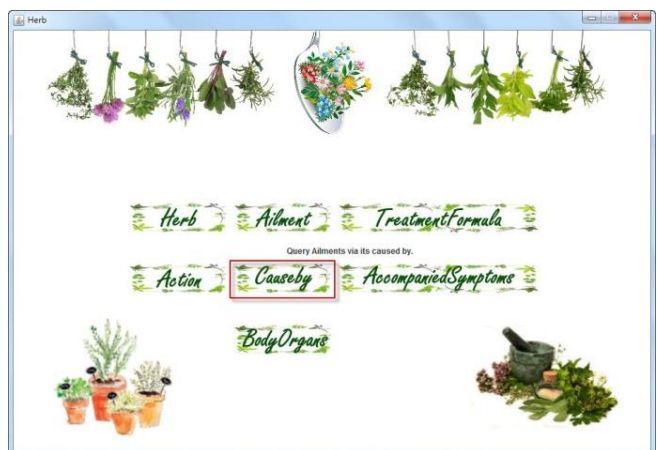 Herb
Herb Ailment TreatmentFormula
Query Ailments via its caused by.
Action Causeby AccompaniedSymptoms
BodyOrgans